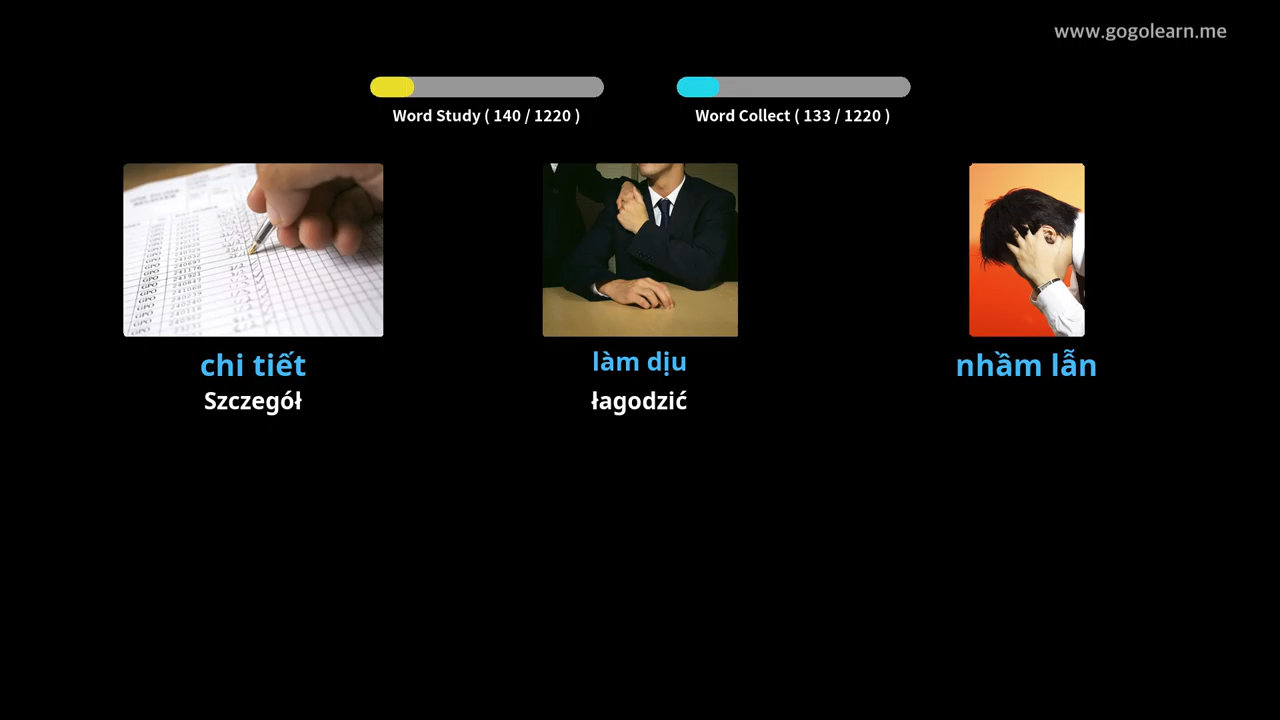 www.gogolearn.me
Word Study ( 140 / 1220 )
Word Collect ( 133 / 1220 )
chi tiết
làm dịu
nhầm lẫn
Szczegół
łagodzić